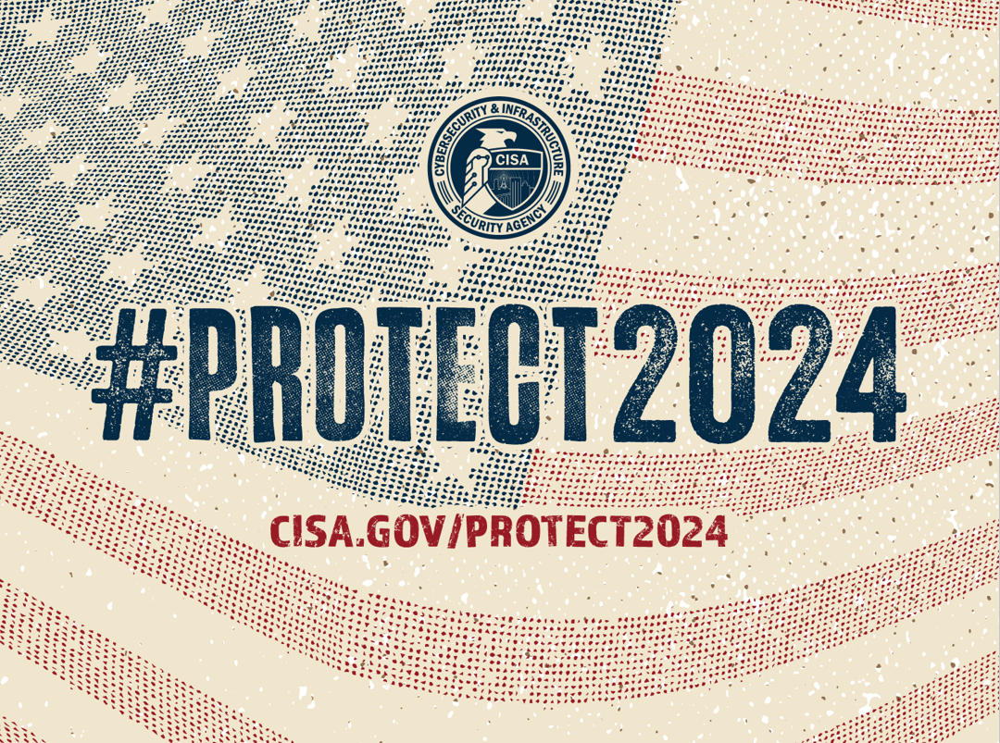 CYBERSECURITY & INFRASTRUCTURE
CISA
SECURITY AGENCY
#PROTECT2024
CISA.GOV/PROTECT2024